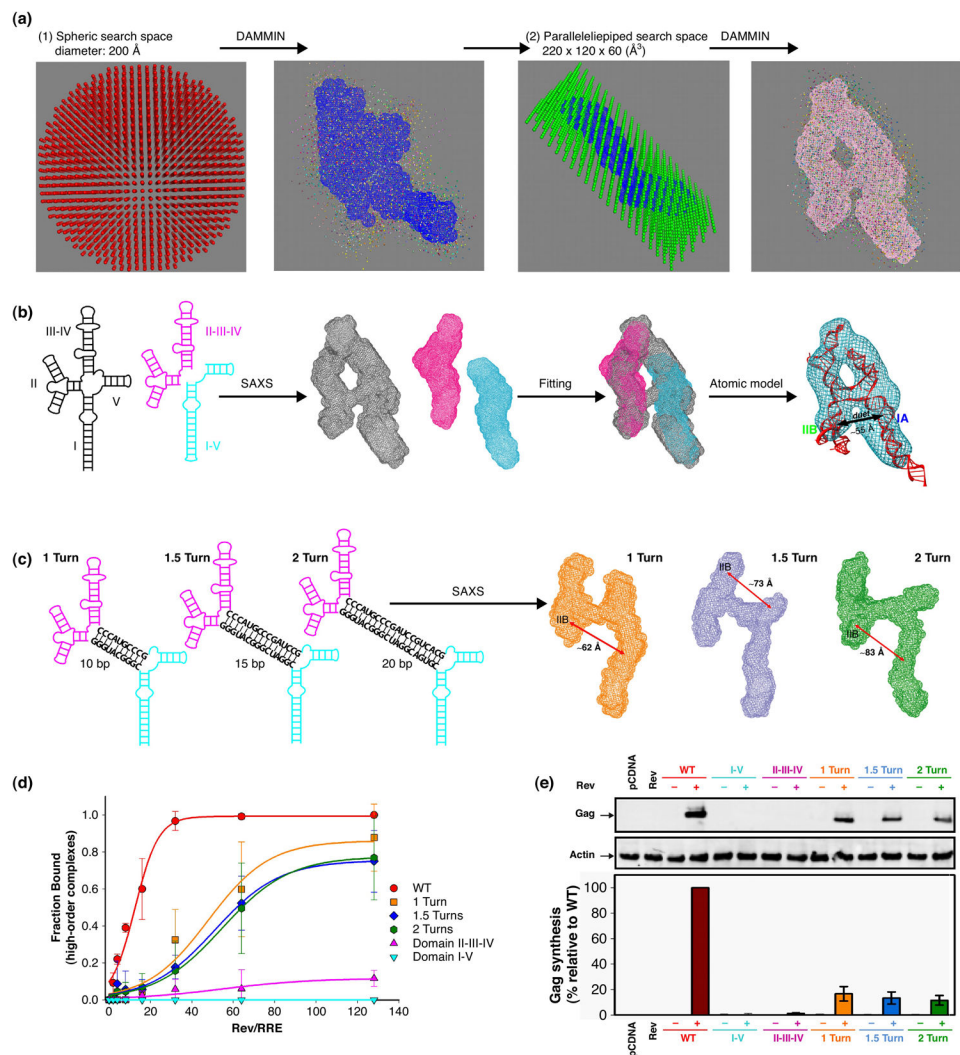 (a)
(1) Spheric search space
diameter: 200 Å
DAMMIN
(2) Paralleleliepiped search space
220 x 120 x 60 (Å³)
DAMMIN
(b)
III-IV
II
V
I
II-III-IV
I-V
SAXS
Fitting
Atomic model
duet
~55 Å
IIB
IA
(c)
1 Turn
1.5 Turn
2 Turn
CCCAUGCCCG
GGGUACGGGC
10 bp
CCCAUGCCCGAUCCG
GGGUACGGGCUAGGC
15 bp
CCCAUGCCCGAUCCGUCACG
GGGUACGGGCUAGGCAGUGC
20 bp
SAXS
1 Turn
IIB
~62 Å
1.5 Turn
IIB
~73 Å
2 Turn
IIB
~83 Å
(d)
Fraction Bound
(high-order complexes)
1.0
0.8
0.6
0.4
0.2
0.0
0 20 40 60 80 100 120 140
Rev/RRE
WT
1 Turn
1.5 Turns
2 Turns
Domain II-III-IV
Domain I-V
(e)
pCDNA
Rev
WT
I-V
II-III-IV
1 Turn
1.5 Turn
2 Turn
Rev
− + − + − + − + − + − +
Gag
Actin
Gag synthesis
(% relative to WT)
100
80
60
40
20
0
− + − + − + − + − + − +
pCDNA
Rev
WT
I-V
II-III-IV
1 Turn
1.5 Turn
2 Turn